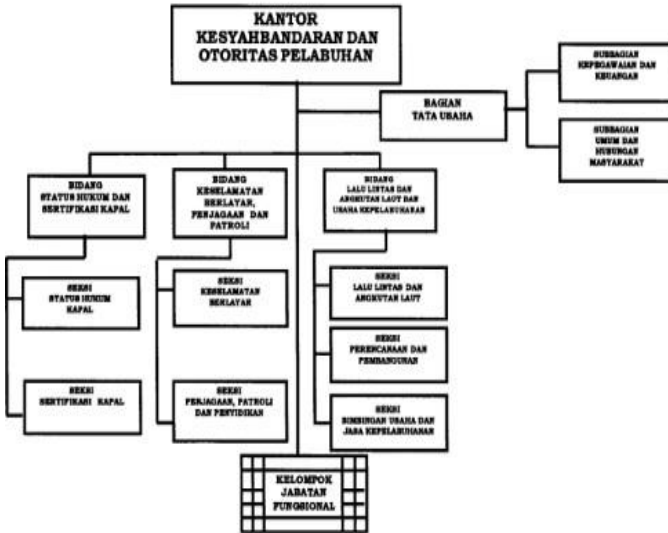 KANTOR
KESYAHBANDARAN DAN
OTORITAS PELABUHAN
SUBBAGIAN
KEPEGAWAIAN DAN
KEUANGAN
BAGIAN
TATA USAHA
SUBBAGIAN
UMUM DAN
HUBUNGAN
MASYARAKAT
BIDANG
STATUS HUKUM DAN
SERTIFIKASI KAPAL
BIDANG
KESELAMATAN
BERLAYAR,
PENJAGAAN DAN
PATROLI
BIDANG
LALU LINTAS DAN
ANGKUTAN LAUT DAN
USAHA KEPELABUHANAN
SEKSI
STATUS HUKUM
KAPAL
SEKSI
KESELAMATAN
BERLAYAR
SEKSI
LALU LINTAS DAN
ANGKUTAN LAUT
SEKSI
PERENCANAAN DAN
PEMBANGUNAN
SEKSI
SERTIFIKASI KAPAL
SEKSI
PERJAGAAN, PATROLI
DAN PENYIDIKAN
SEKSI
BIMBINGAN USAHA DAN
JASA KEPELABUHANAN
KELOMPOK
JABATAN
FUNGSIONAL